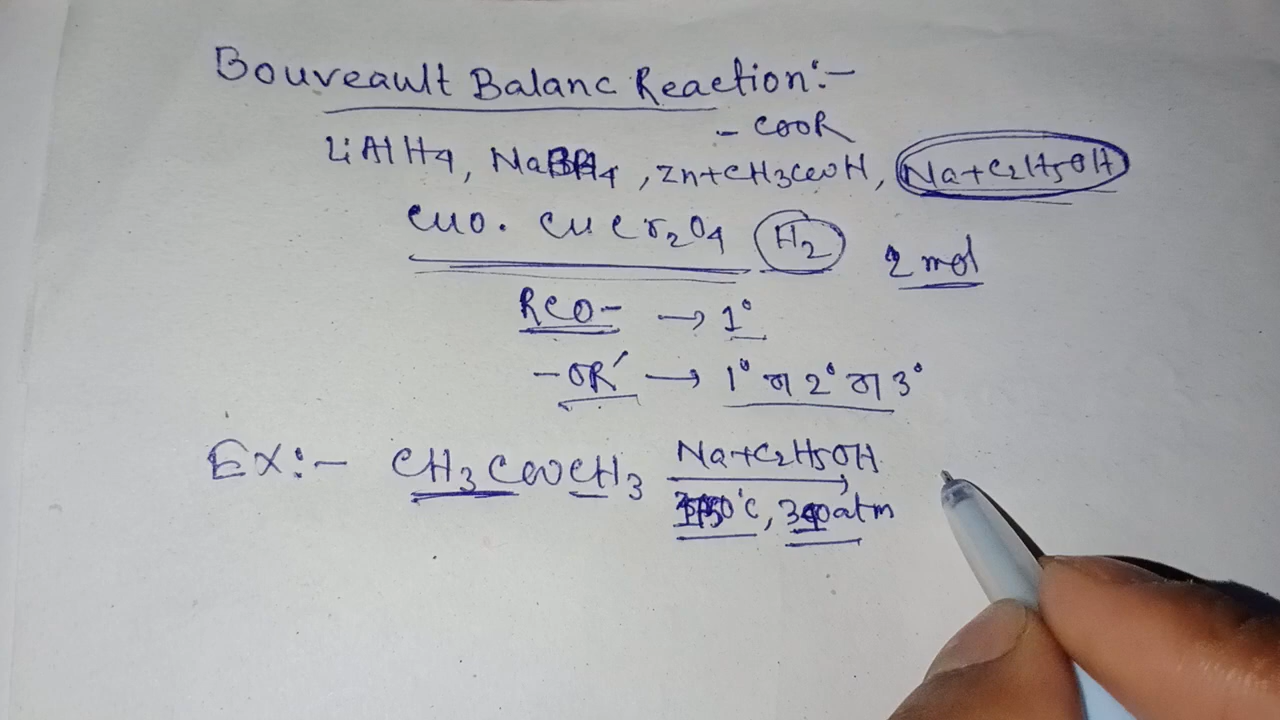 Bouveault Balanc Reaction:-
- COOR
LiAlH4, NaBH4, Zn+CH3COOH, Na+C2H5OH
CuO. CuCr2O4 H2 2 mol
RCO- → 1°
-OR' → 1° वा 2° वा 3°
Ex:- CH3COOCH3 Na+C2H5OH
°C, atm